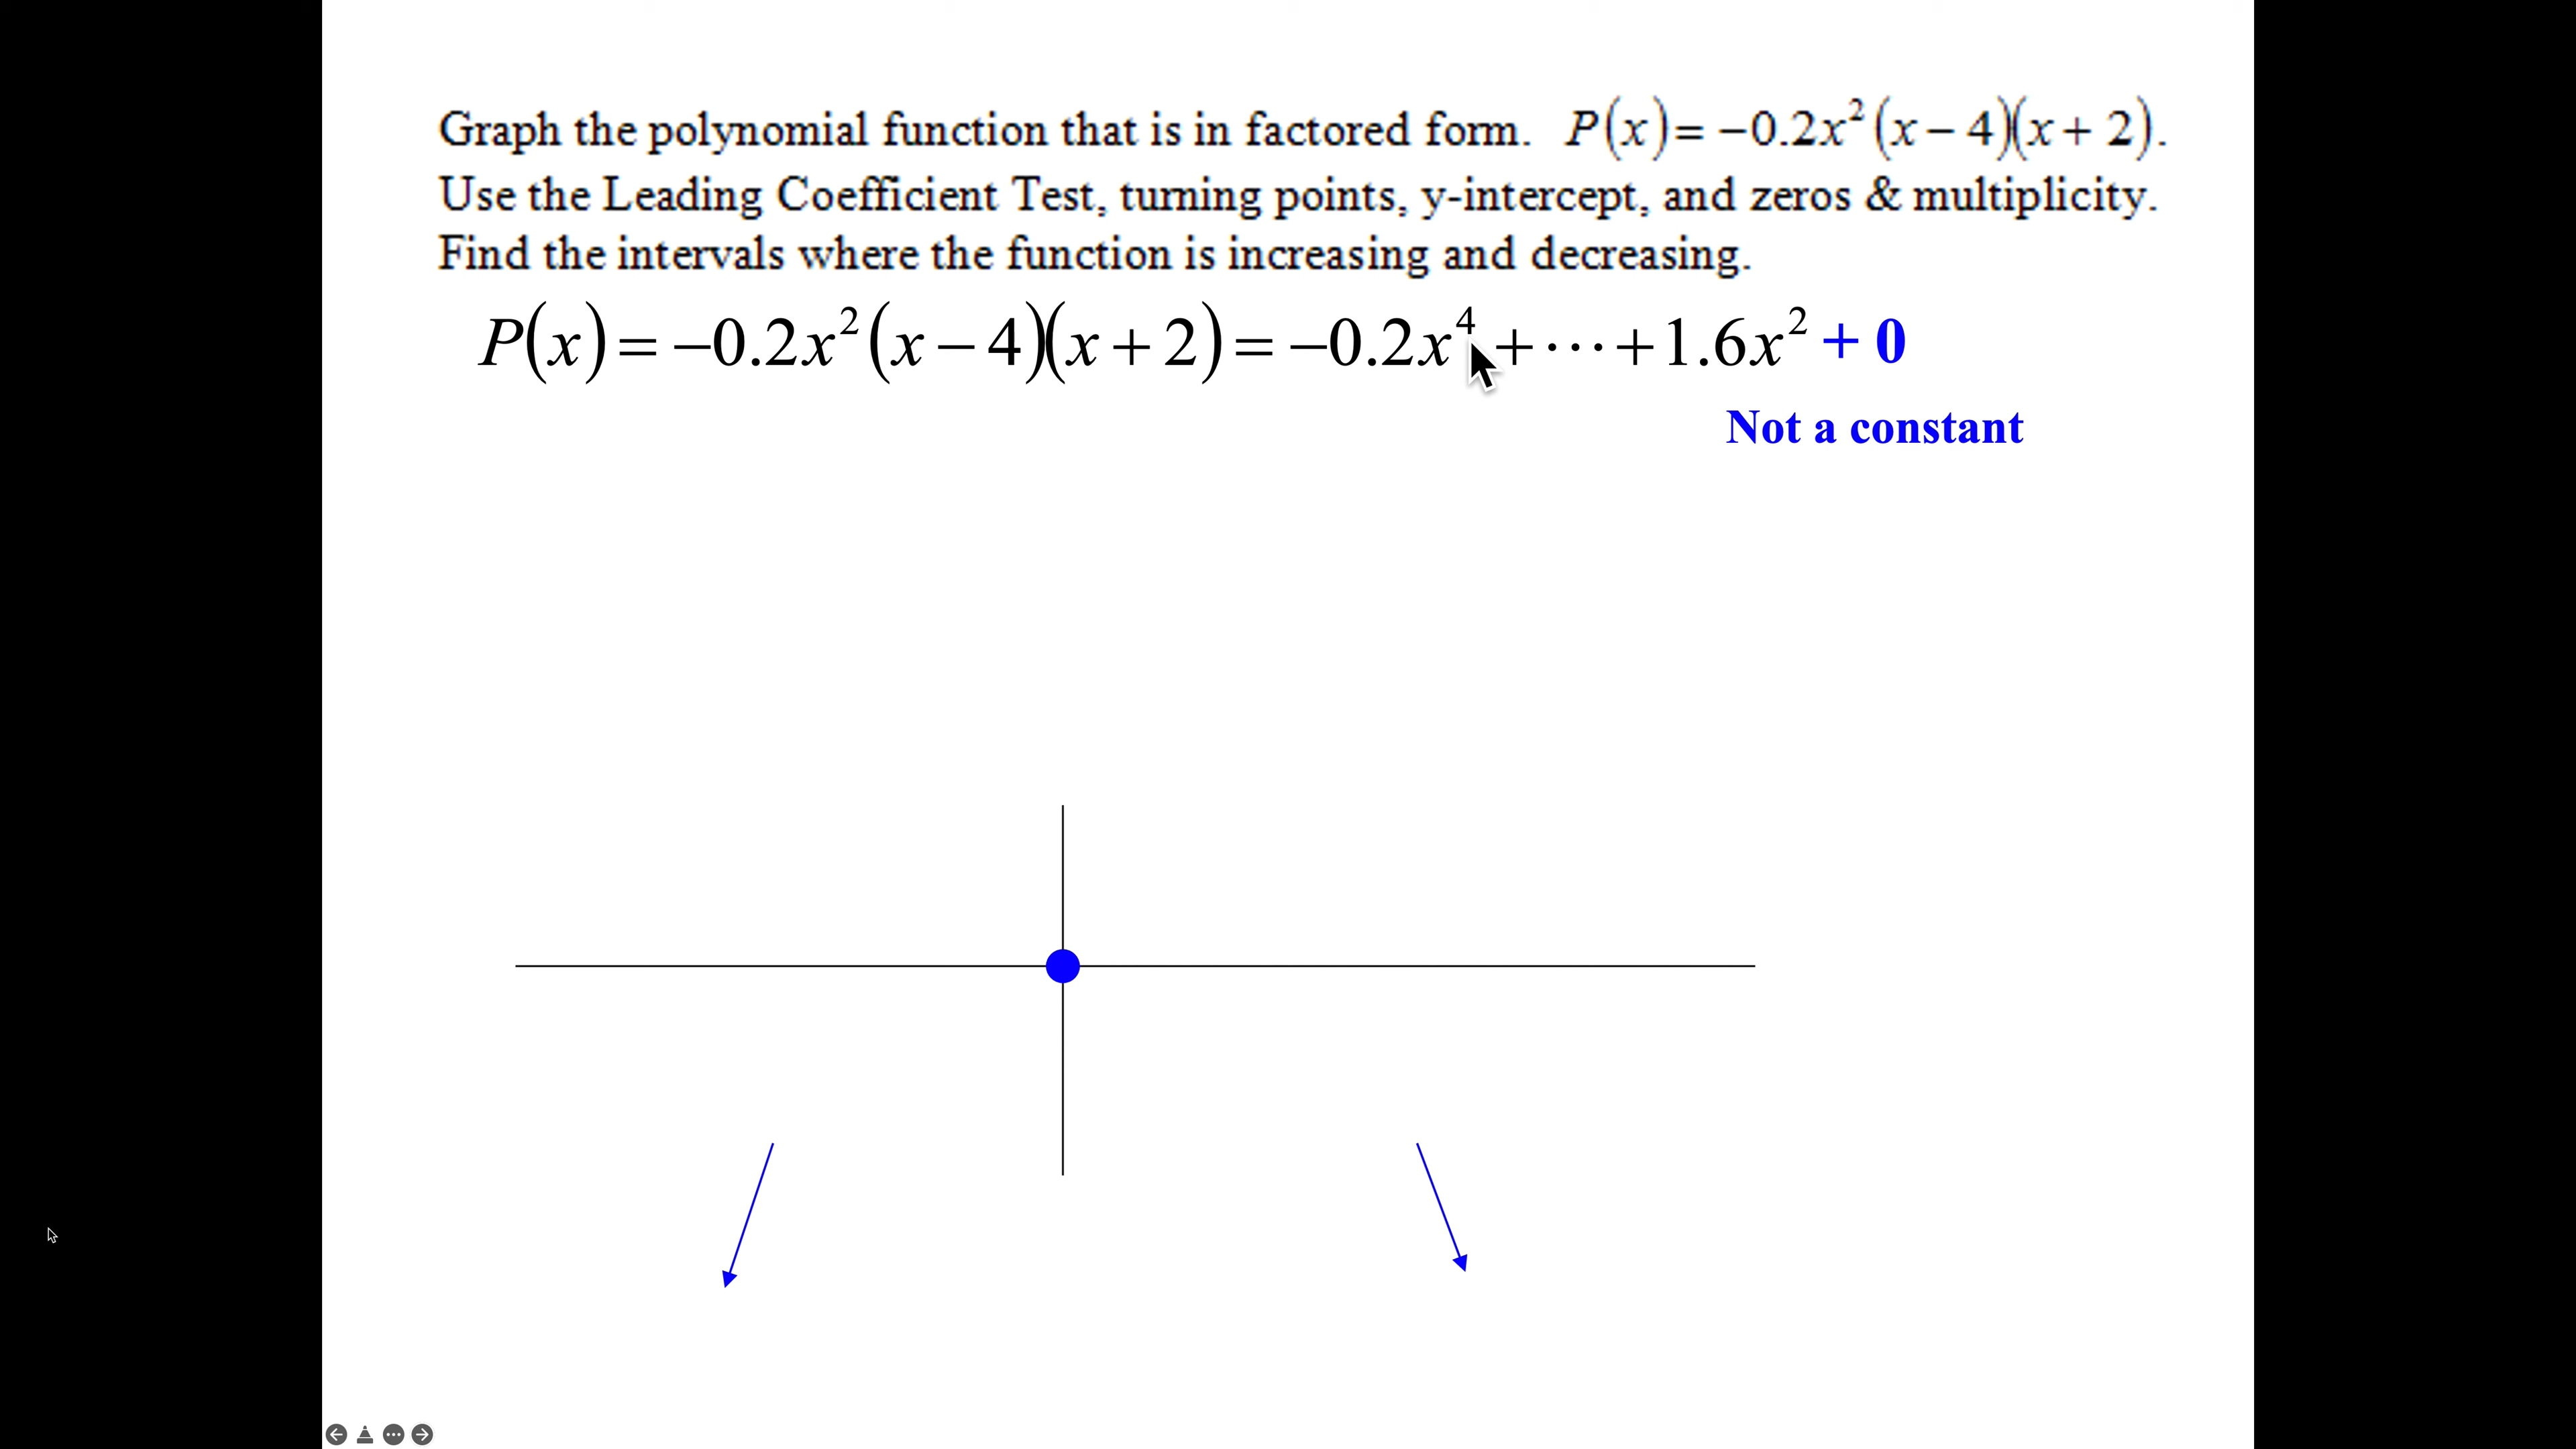 Graph the polynomial function that is in factored form. P(x) = −0.2x²(x − 4)(x + 2).
Use the Leading Coefficient Test, turning points, y-intercept, and zeros & multiplicity.
Find the intervals where the function is increasing and decreasing.
P(x) = −0.2x²(x − 4)(x + 2) = −0.2x⁴ + ⋯ + 1.6x² + 0
Not a constant